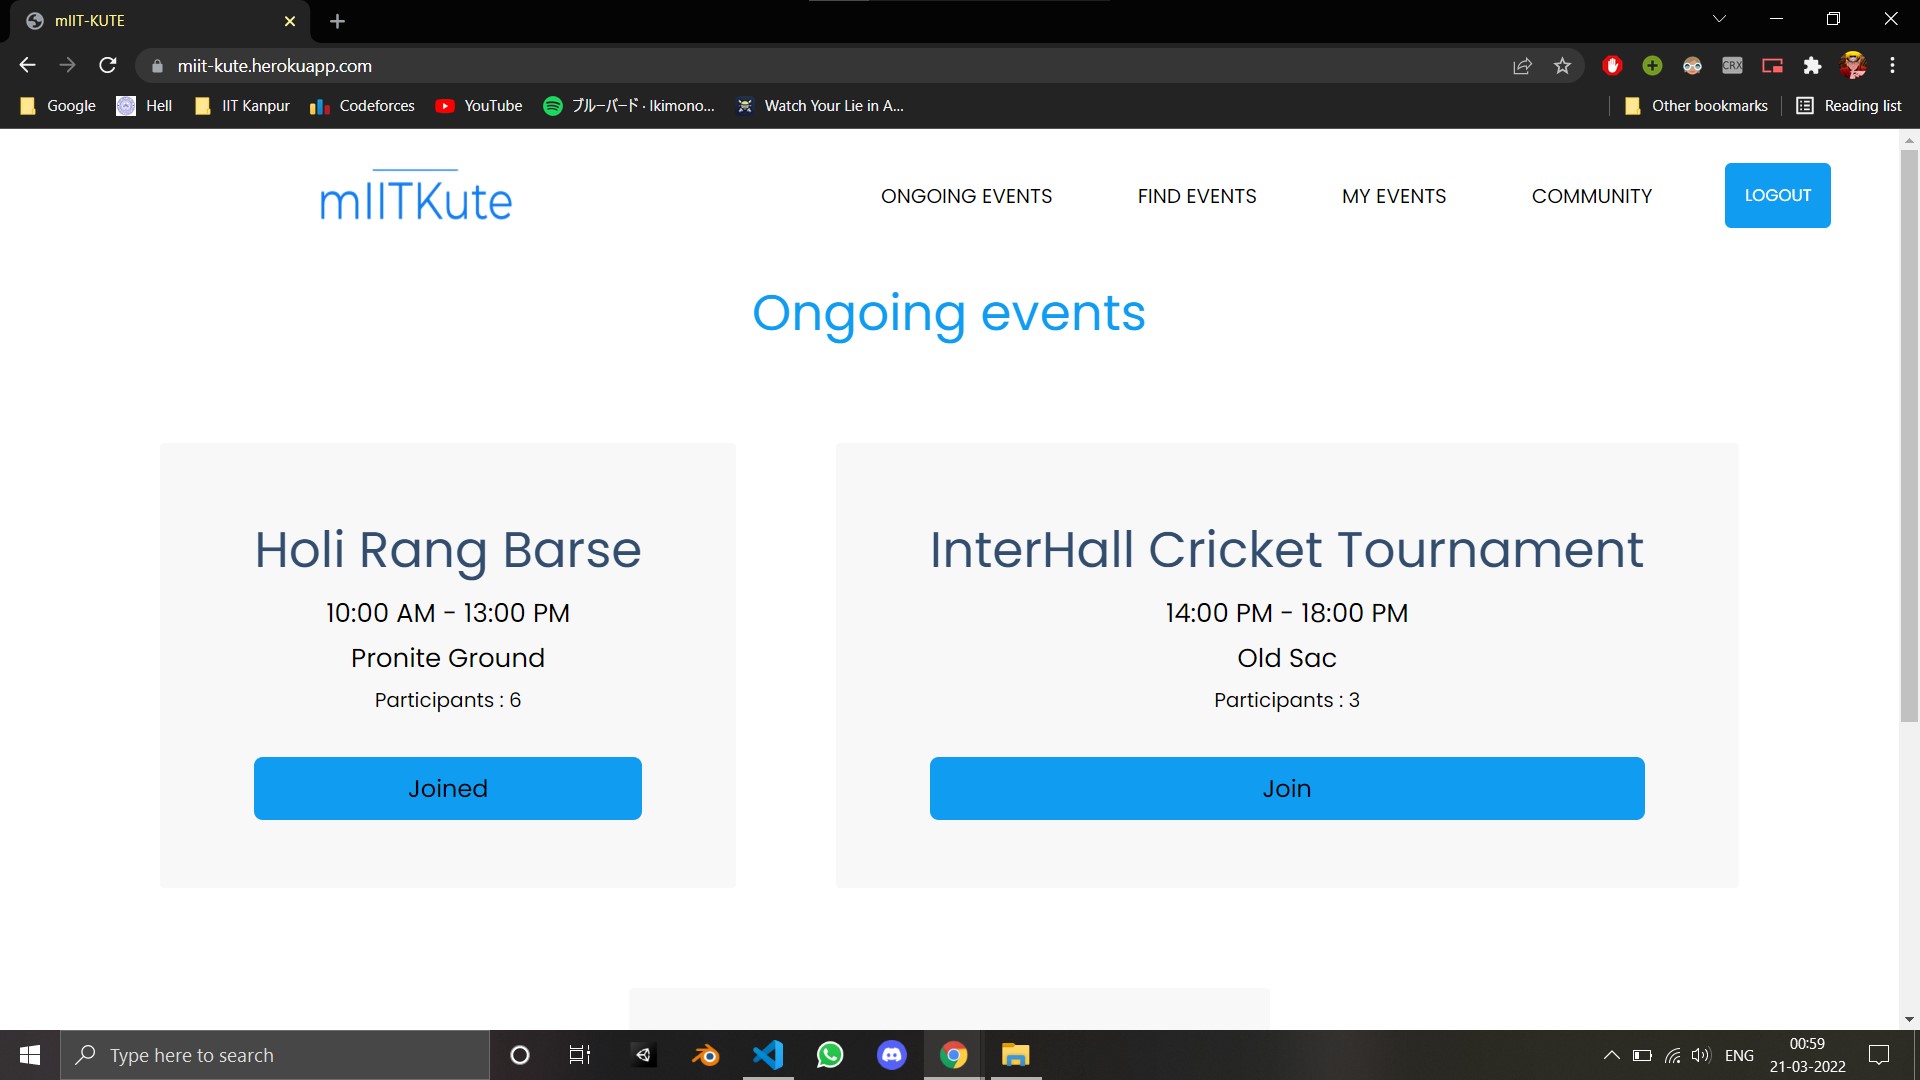 mIIT-KUTE
miit-kute.herokuapp.com
CRX
Google
Hell
IIT Kanpur
Codeforces
YouTube
ブルーバード · Ikimono...
Watch Your Lie in A...
Other bookmarks
Reading list
mIITKute
ONGOING EVENTS
FIND EVENTS
MY EVENTS
COMMUNITY
LOGOUT
Ongoing events
Holi Rang Barse
10:00 AM - 13:00 PM
Pronite Ground
Participants : 6
Joined
InterHall Cricket Tournament
14:00 PM - 18:00 PM
Old Sac
Participants : 3
Join
Type here to search
ENG
00:59
21-03-2022